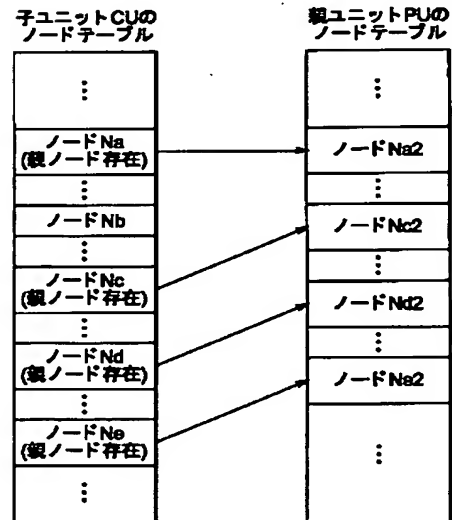 子ユニットCUの
ノードテーブル
ノードNa
(親ノード存在)
ノードNb
ノードNc
(親ノード存在)
ノードNd
(親ノード存在)
ノードNe
(親ノード存在)
親ユニットPUの
ノードテーブル
ノードNa2
ノードNc2
ノードNd2
ノードNe2